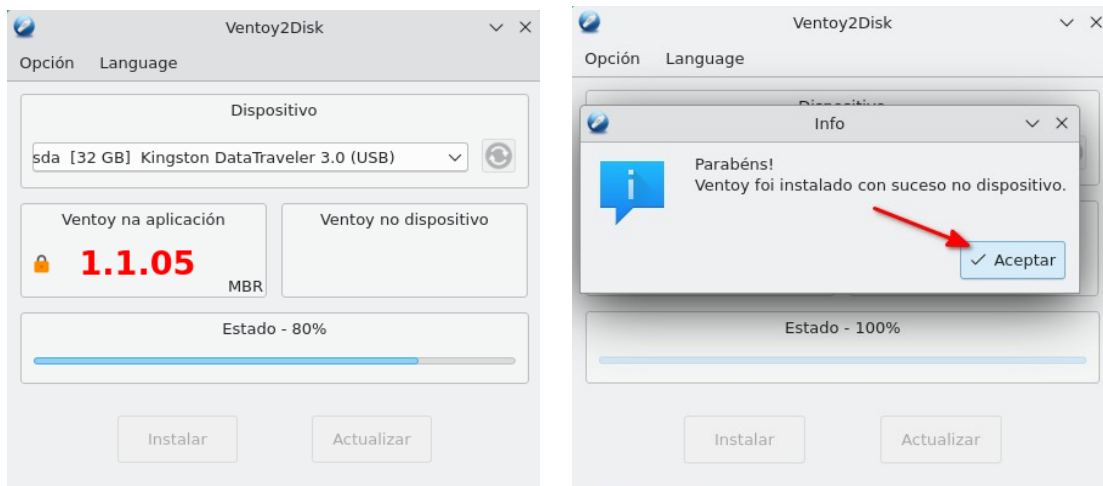 Ventoy2Disk
Opción Language
Dispositivo
sda [32 GB] Kingston DataTraveler 3.0 (USB)
Ventoy na aplicación
1.1.05
MBR
Ventoy no dispositivo
Estado - 80%
Instalar Actualizar
Ventoy2Disk
Opción Language
Info
Parabéns!
Ventoy foi instalado con suceso no dispositivo.
Aceptar
Estado - 100%
Instalar Actualizar